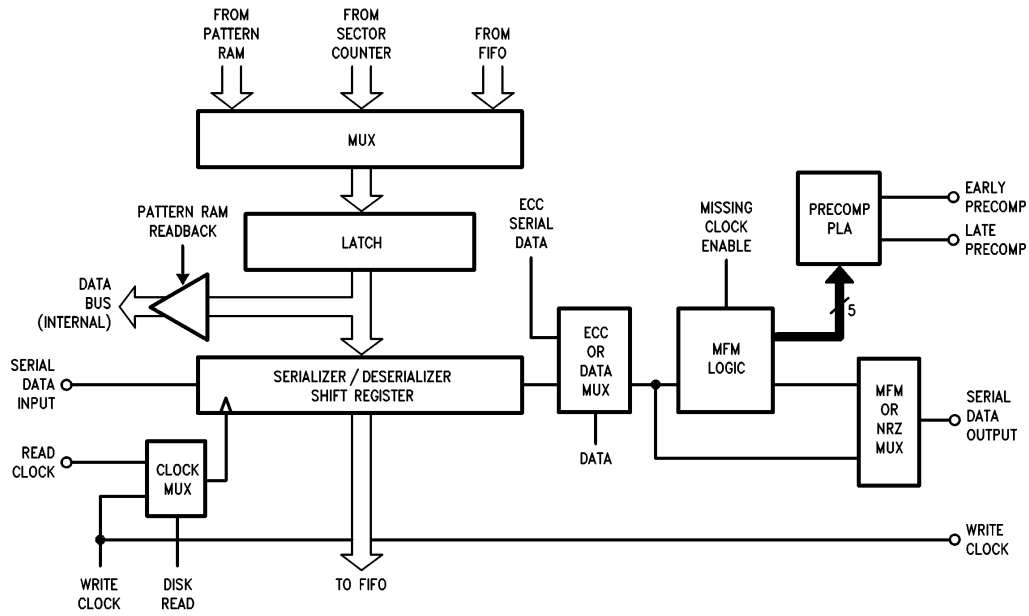 FROM
PATTERN
RAM
FROM
SECTOR
COUNTER
FROM
FIFO
MUX
PATTERN RAM
READBACK
LATCH
ECC
SERIAL
DATA
MISSING
CLOCK
ENABLE
PRECOMP
PLA
EARLY
PRECOMP
LATE
PRECOMP
DATA
BUS
(INTERNAL)
5
SERIAL
DATA
INPUT
SERIALIZER / DESERIALIZER
SHIFT REGISTER
ECC
OR
DATA
MUX
MFM
LOGIC
MFM
OR
NRZ
MUX
SERIAL
DATA
OUTPUT
READ
CLOCK
CLOCK
MUX
DATA
WRITE
CLOCK
WRITE
CLOCK
DISK
READ
TO FIFO